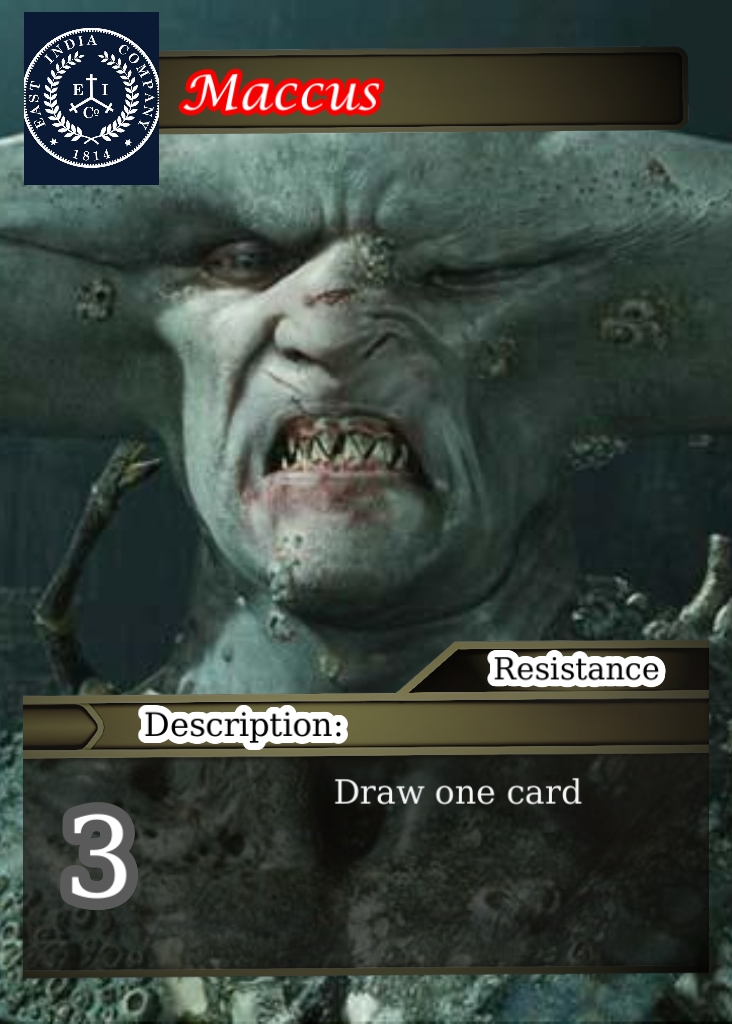 EAST INDIA COMPANY
E I
Co
1814
Maccus
Resistance
Description:
Draw one card
3